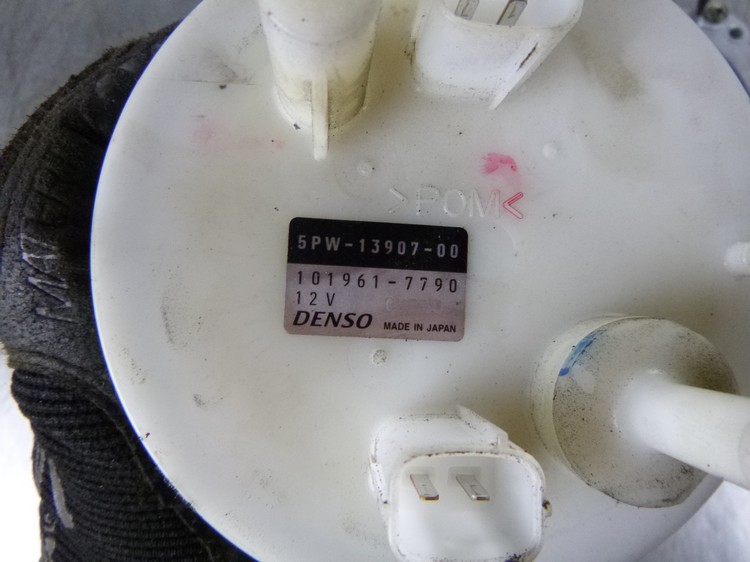 >POM<
5PW-13907-00
101961-7790
12V
DENSO MADE IN JAPAN